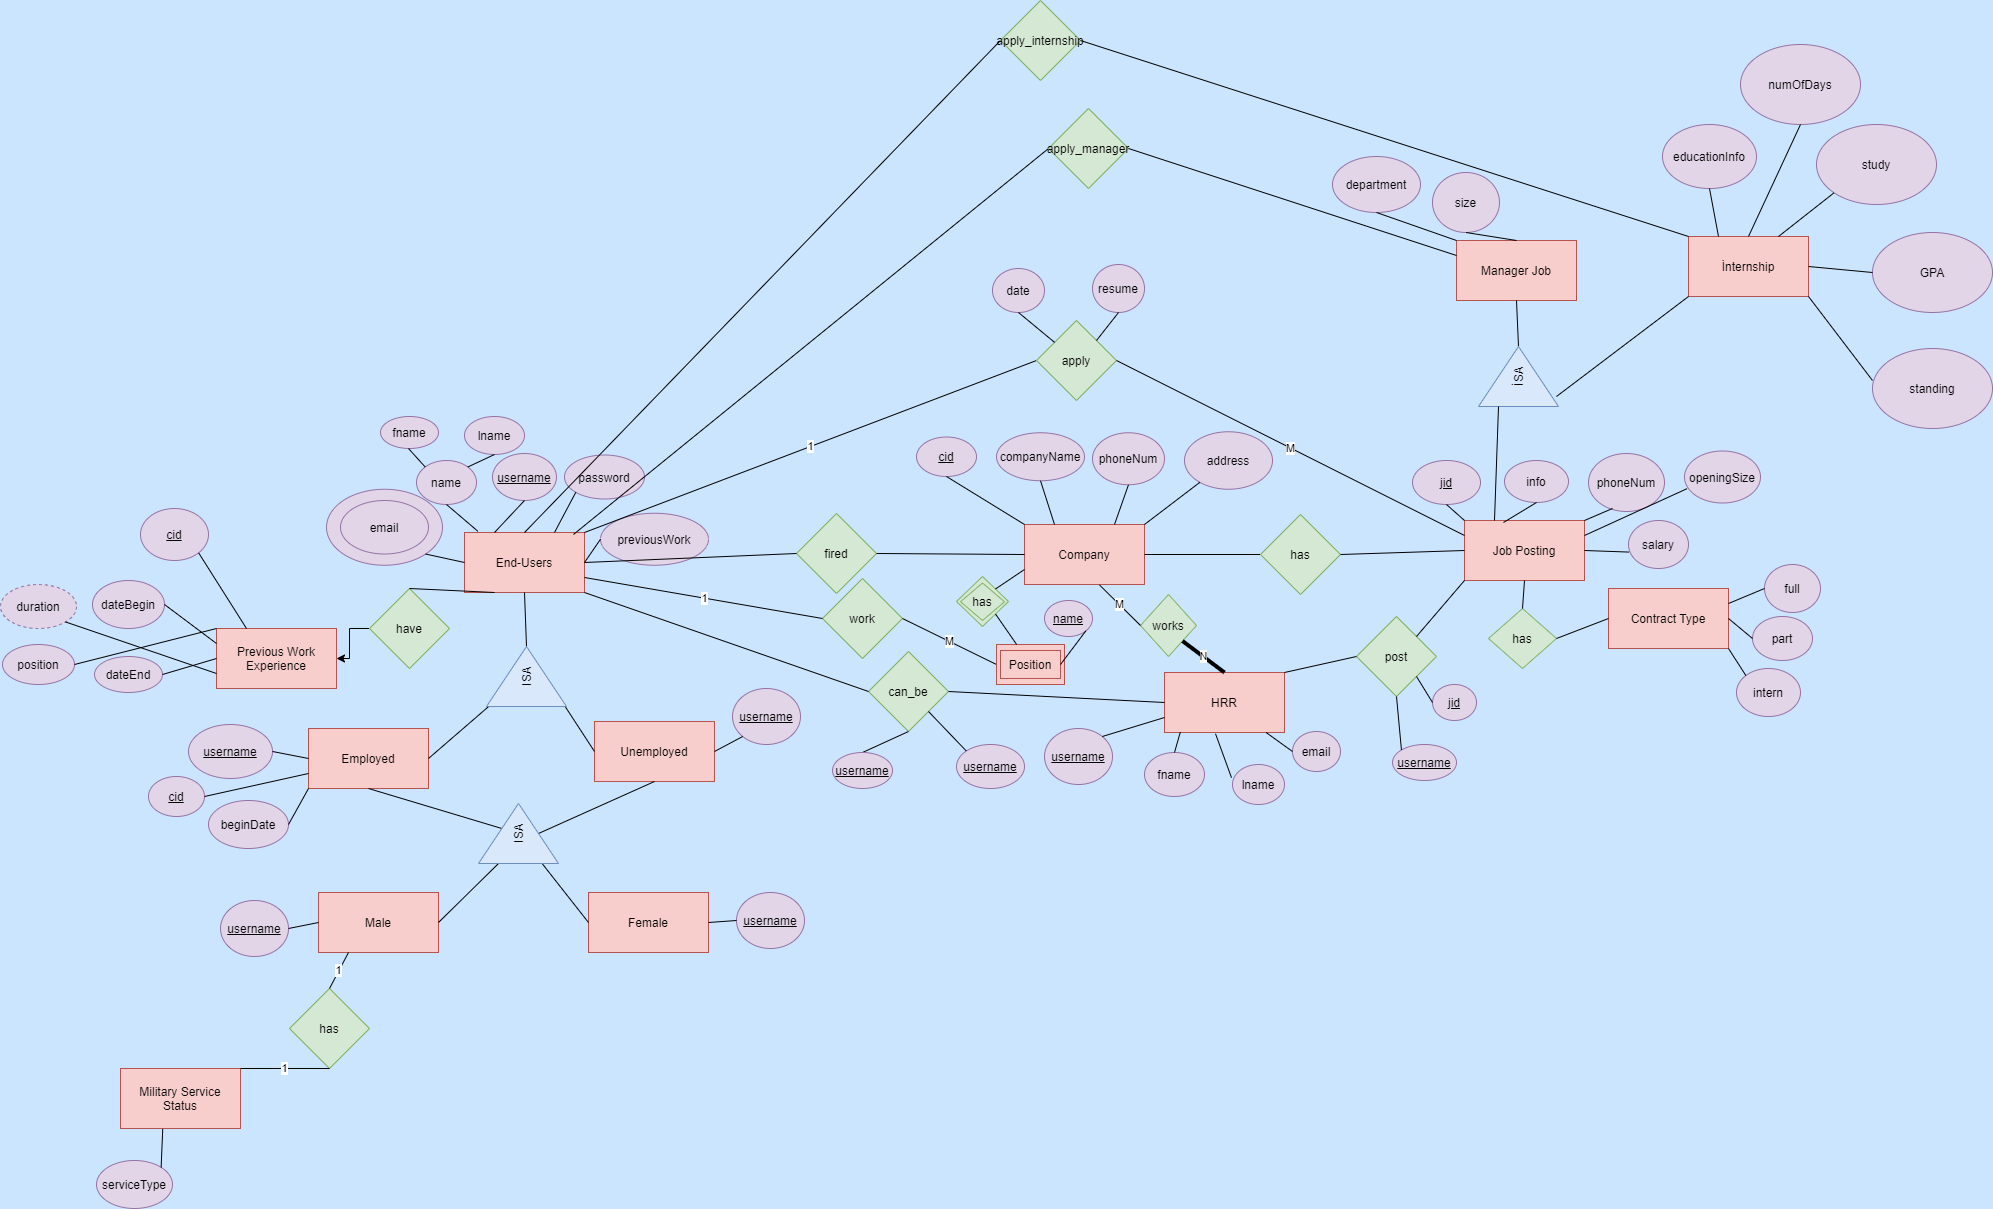 apply_internship
numOfDays
apply_manager
educationInfo
study
department
size
Manager Job
İnternship
GPA
date
resume
apply
İSA
standing
fname
lname
1
M
name
username
password
cid
companyName
phoneNum
address
jid
info
phoneNum
openingSize
email
cid
previousWork
End-Users
fired
Company
has
Job Posting
salary
duration
dateBegin
have
1
work
has
name
M
works
has
Contract Type
full
part
intern
position
dateEnd
Previous Work
Experience
M
Position
N
post
ISA
can_be
HRR
jid
username
Employed
Unemployed
username
username
username
username
fname
lname
email
username
cid
beginDate
ISA
username
Male
Female
username
1
has
1
Military Service
Status
serviceType